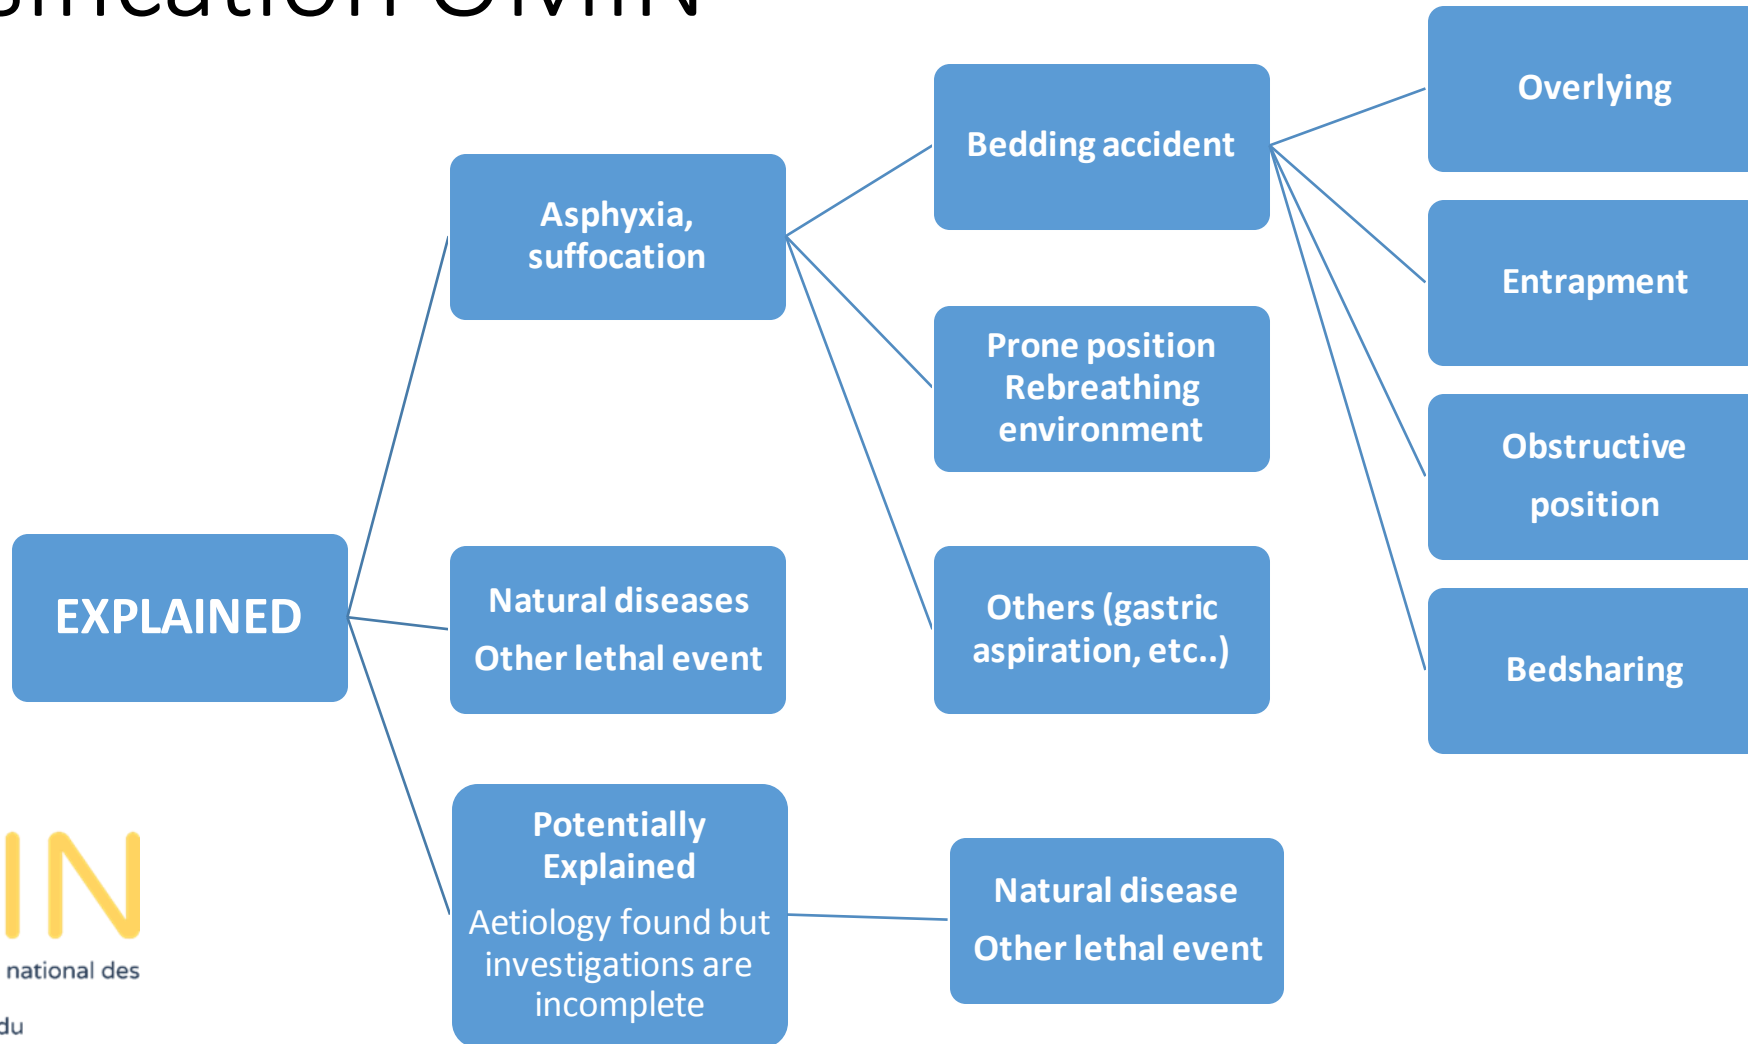 OMIN
Overlying
Bedding accident
Asphyxia,
suffocation
Entrapment
Prone position
Rebreathing
environment
Obstructive
position
EXPLAINED
Natural diseases
Other lethal event
Others (gastric
aspiration, etc..)
Bedsharing
Potentially
Explained
Aetiology found but
investigations are
incomplete
Natural disease
Other lethal event
IN
national des
du